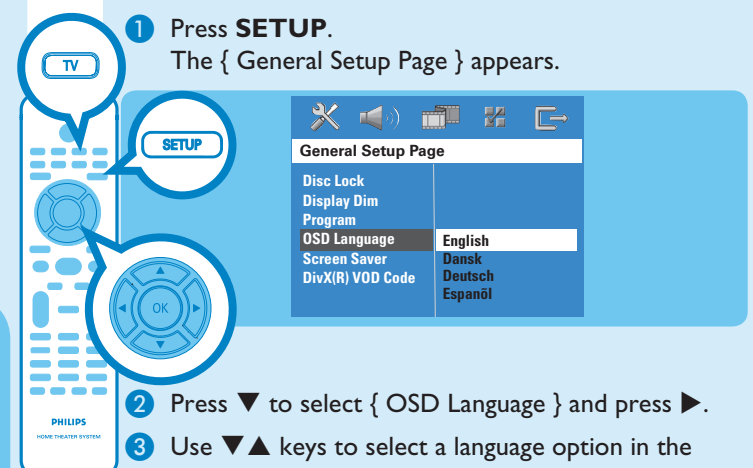 1 Press SETUP.
The { General Setup Page } appears.
TV
SETUP
General Setup Page
Disc Lock
Display Dim
Program
OSD Language
Screen Saver
DivX(R) VOD Code
English
Dansk
Deutsch
Espanõl
OK
PHILIPS
HOME THEATER SYSTEM
2 Press ▼ to select { OSD Language } and press ►.
3 Use ▼▲ keys to select a language option in the